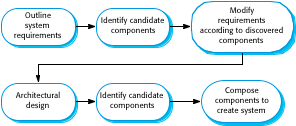 Outline
system
requirements
Identify candidate
components
Modify
requirements
according to discovered
components
Architectural
design
Identify candidate
components
Compose
components to
create system